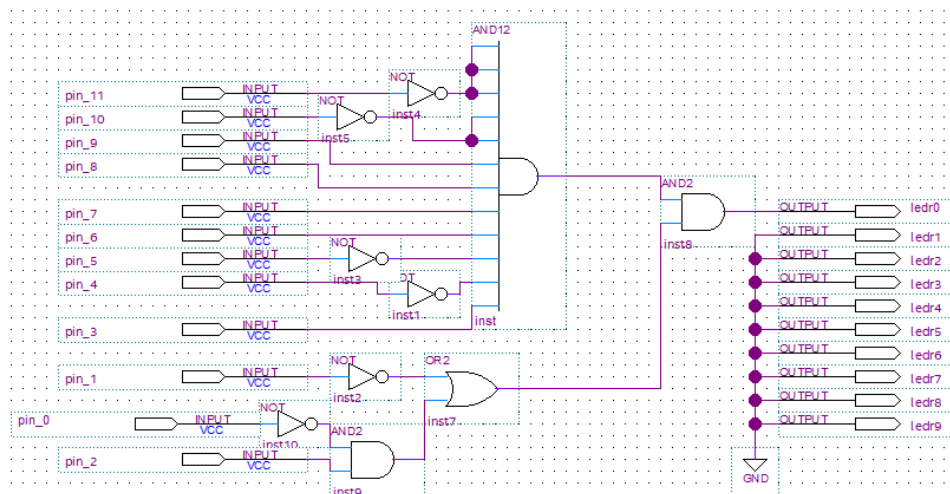 AND12
NOT
pin_11 INPUT VCC
inst4
NOT
pin_10 INPUT VCC
inst5
pin_9 INPUT VCC
pin_8 INPUT VCC
AND2
pin_7 INPUT VCC
OUTPUT ledr0
pin_6 INPUT VCC
OUTPUT ledr1
NOT
inst8
pin_5 INPUT VCC
OUTPUT ledr2
inst3
OT
pin_4 INPUT VCC
OUTPUT ledr3
inst1
OUTPUT ledr4
inst
pin_3 INPUT VCC
OUTPUT ledr5
NOT
OR2
OUTPUT ledr6
pin_1 INPUT VCC
OUTPUT ledr7
inst2
OUTPUT ledr8
NOT
pin_0 INPUT VCC
inst7
OUTPUT ledr9
AND2
inst10
pin_2 INPUT VCC
GND
inst9